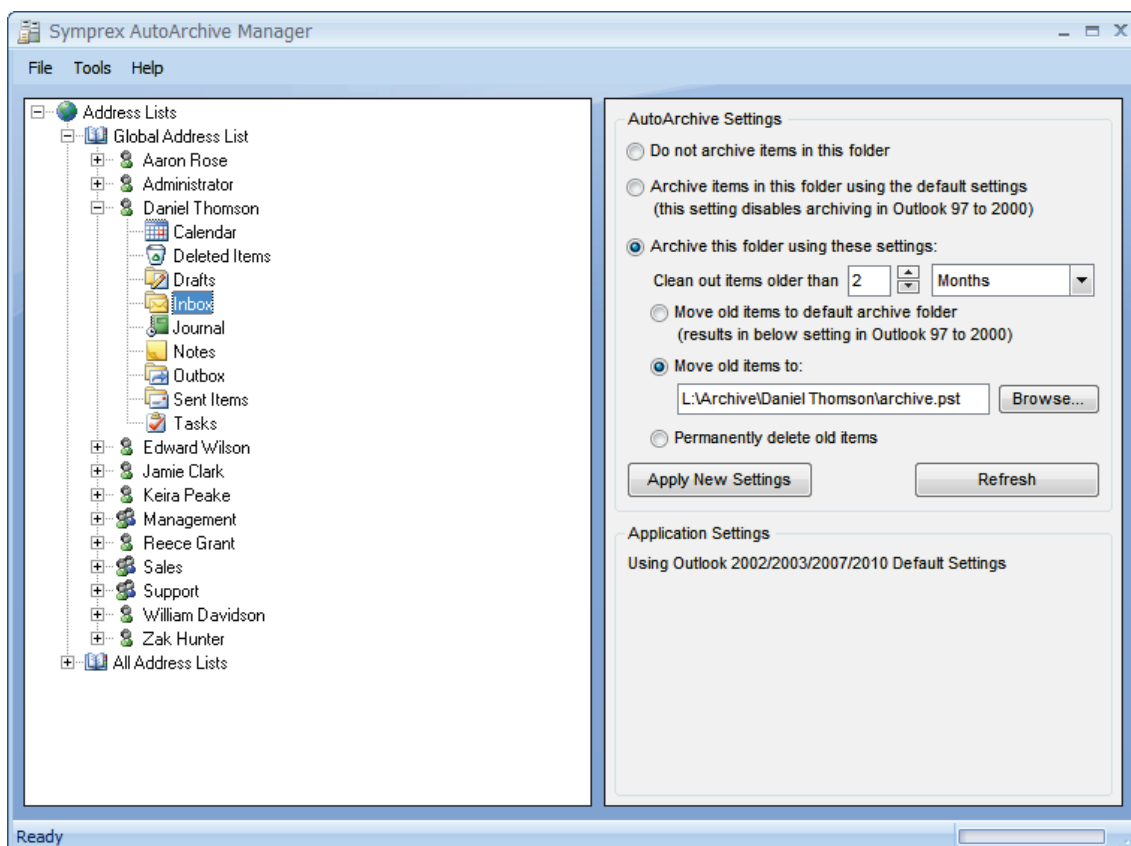 Symprex AutoArchive Manager
File Tools Help
Address Lists
Global Address List
Aaron Rose
Administrator
Daniel Thomson
Calendar
Deleted Items
Drafts
Inbox
Journal
Notes
Outbox
Sent Items
Tasks
Edward Wilson
Jamie Clark
Keira Peake
Management
Reece Grant
Sales
Support
William Davidson
Zak Hunter
All Address Lists
AutoArchive Settings
Do not archive items in this folder
Archive items in this folder using the default settings
(this setting disables archiving in Outlook 97 to 2000)
Archive this folder using these settings:
Clean out items older than 2 Months
Move old items to default archive folder
(results in below setting in Outlook 97 to 2000)
Move old items to:
L:\Archive\Daniel Thomson\archive.pst Browse...
Permanently delete old items
Apply New Settings Refresh
Application Settings
Using Outlook 2002/2003/2007/2010 Default Settings
Ready